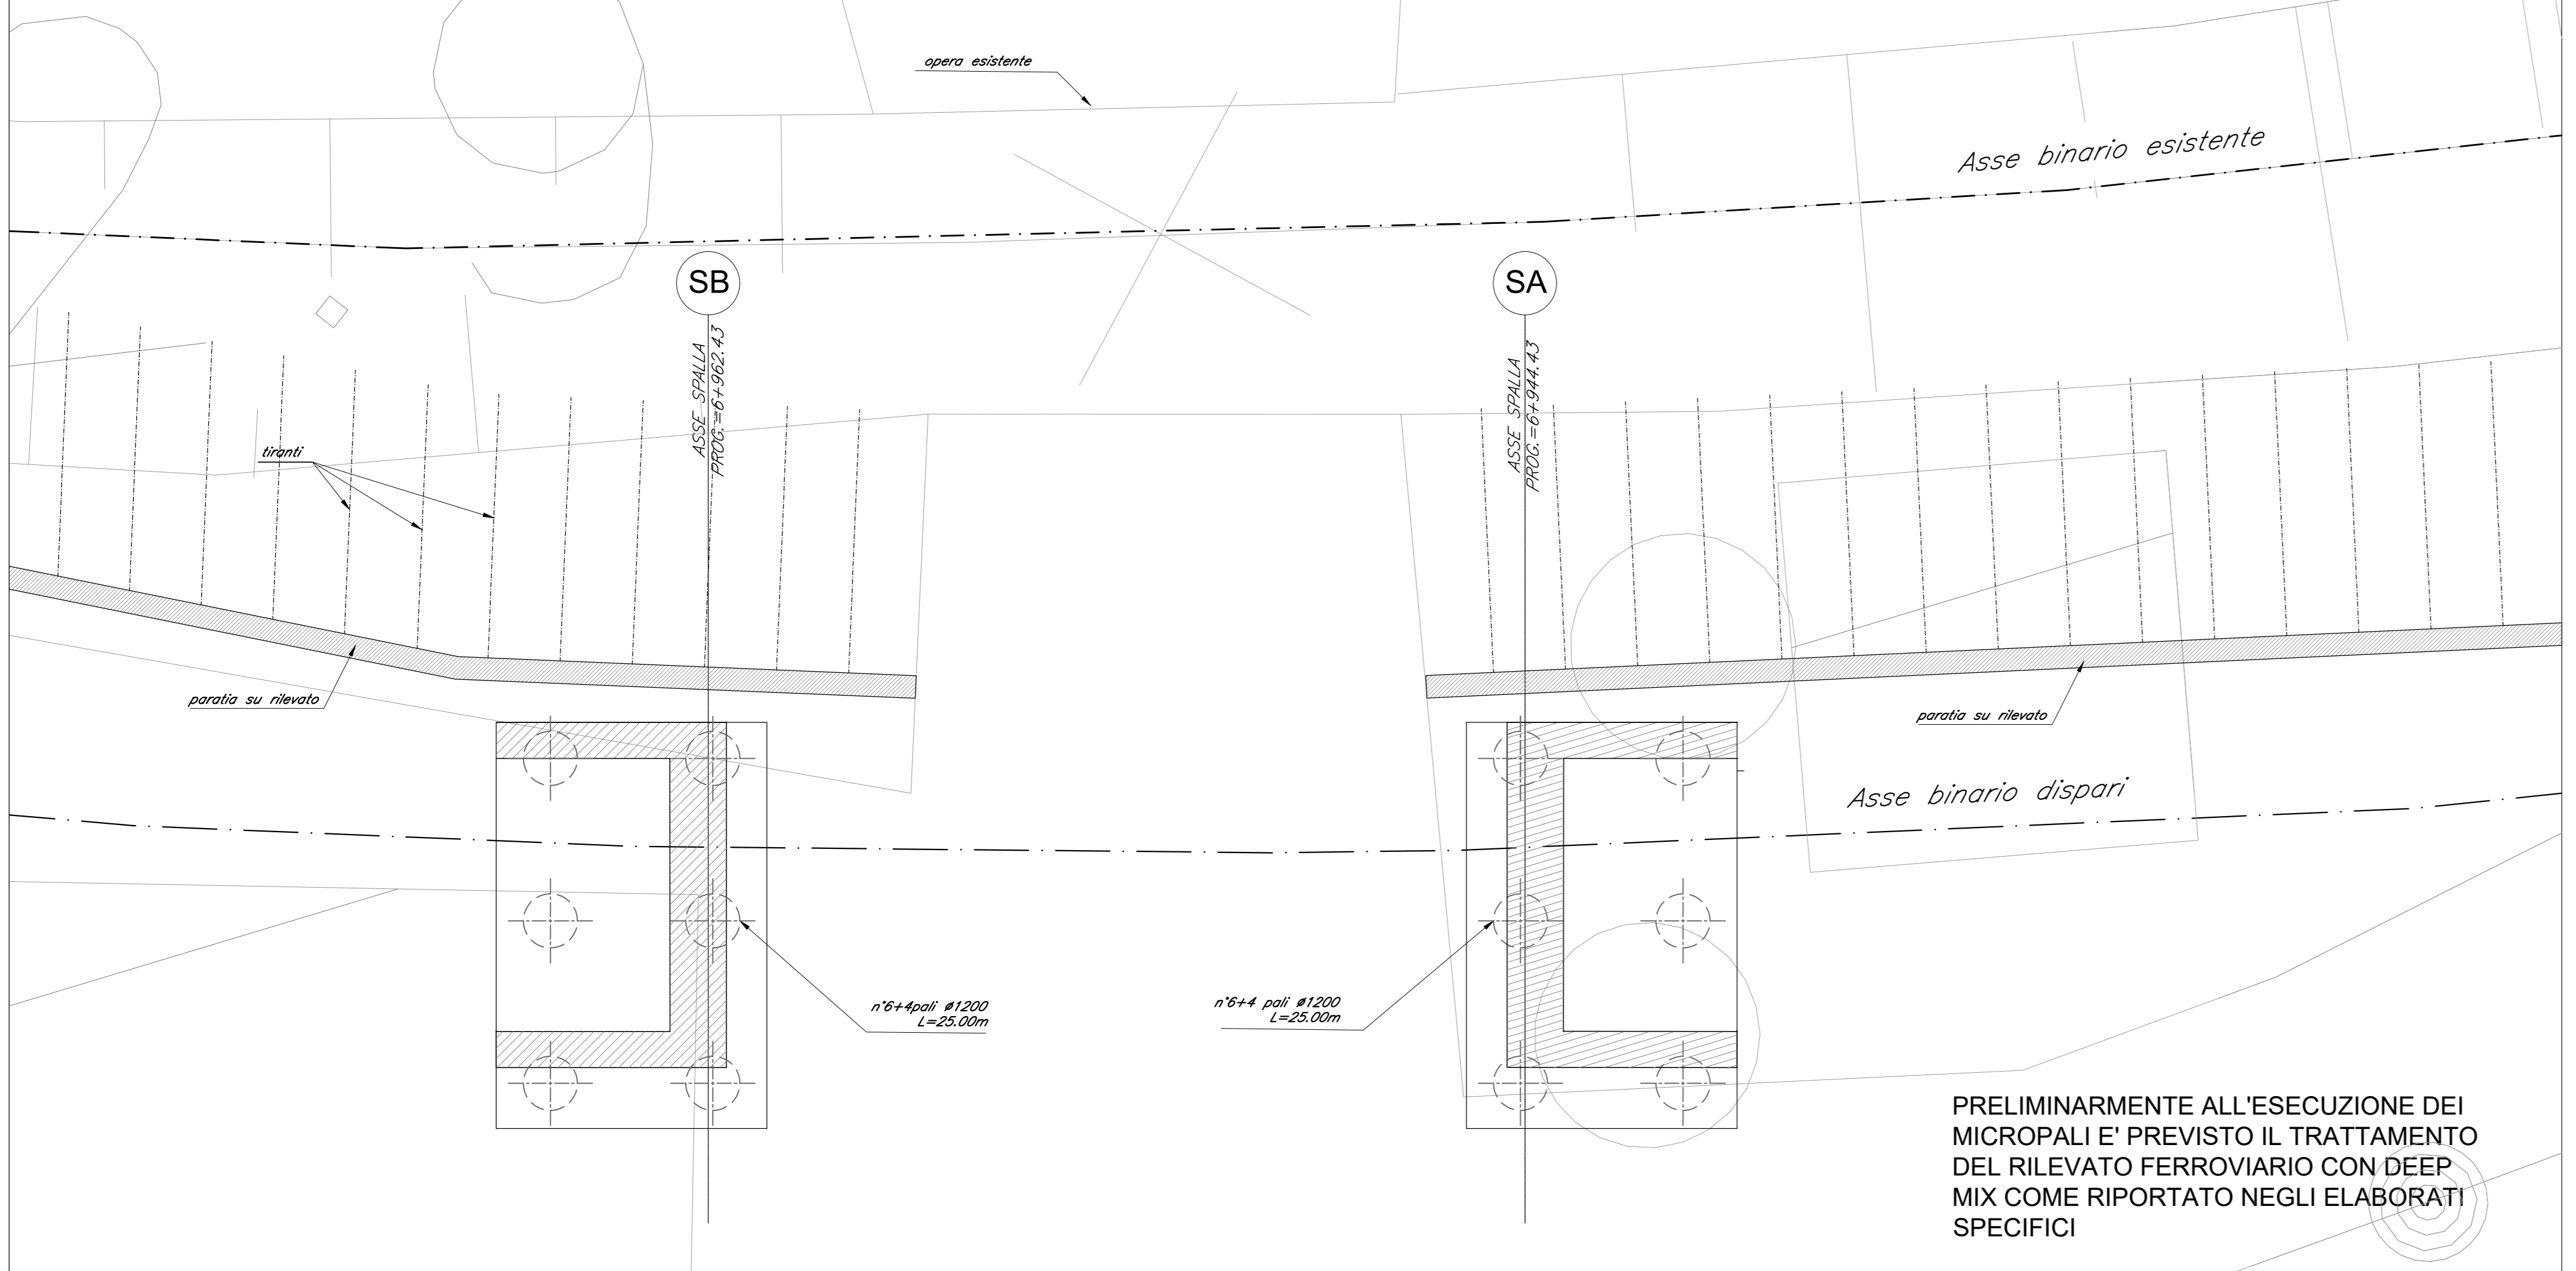 opera esistente
Asse binario esistente
SB
SA
ASSE SPALLA
PROG.=6+962.43
ASSE SPALLA
PROG.=6+944.43
tiranti
paratia su rilevato
paratia su rilevato
Asse binario dispari
n°6+4pali ø1200
L=25.00m
n°6+4 pali ø1200
L=25.00m
PRELIMINARMENTE ALL'ESECUZIONE DEI
MICROPALI E' PREVISTO IL TRATTAMENTO
DEL RILEVATO FERROVIARIO CON DEEP
MIX COME RIPORTATO NEGLI ELABORATI
SPECIFICI